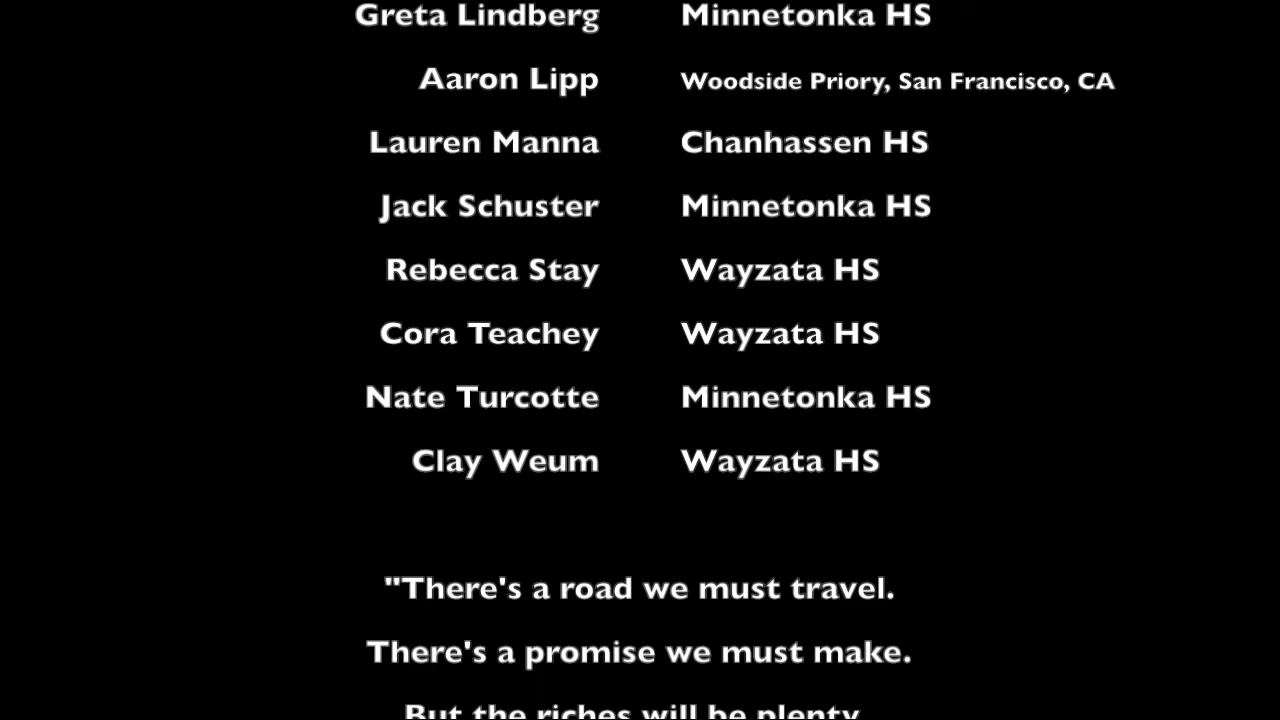 Greta Lindberg Minnetonka HS
Aaron Lipp Woodside Priory, San Francisco, CA
Lauren Manna Chanhassen HS
Jack Schuster Minnetonka HS
Rebecca Stay Wayzata HS
Cora Teachey Wayzata HS
Nate Turcotte Minnetonka HS
Clay Weum Wayzata HS
"There's a road we must travel.
There's a promise we must make.
But the riches will be plenty